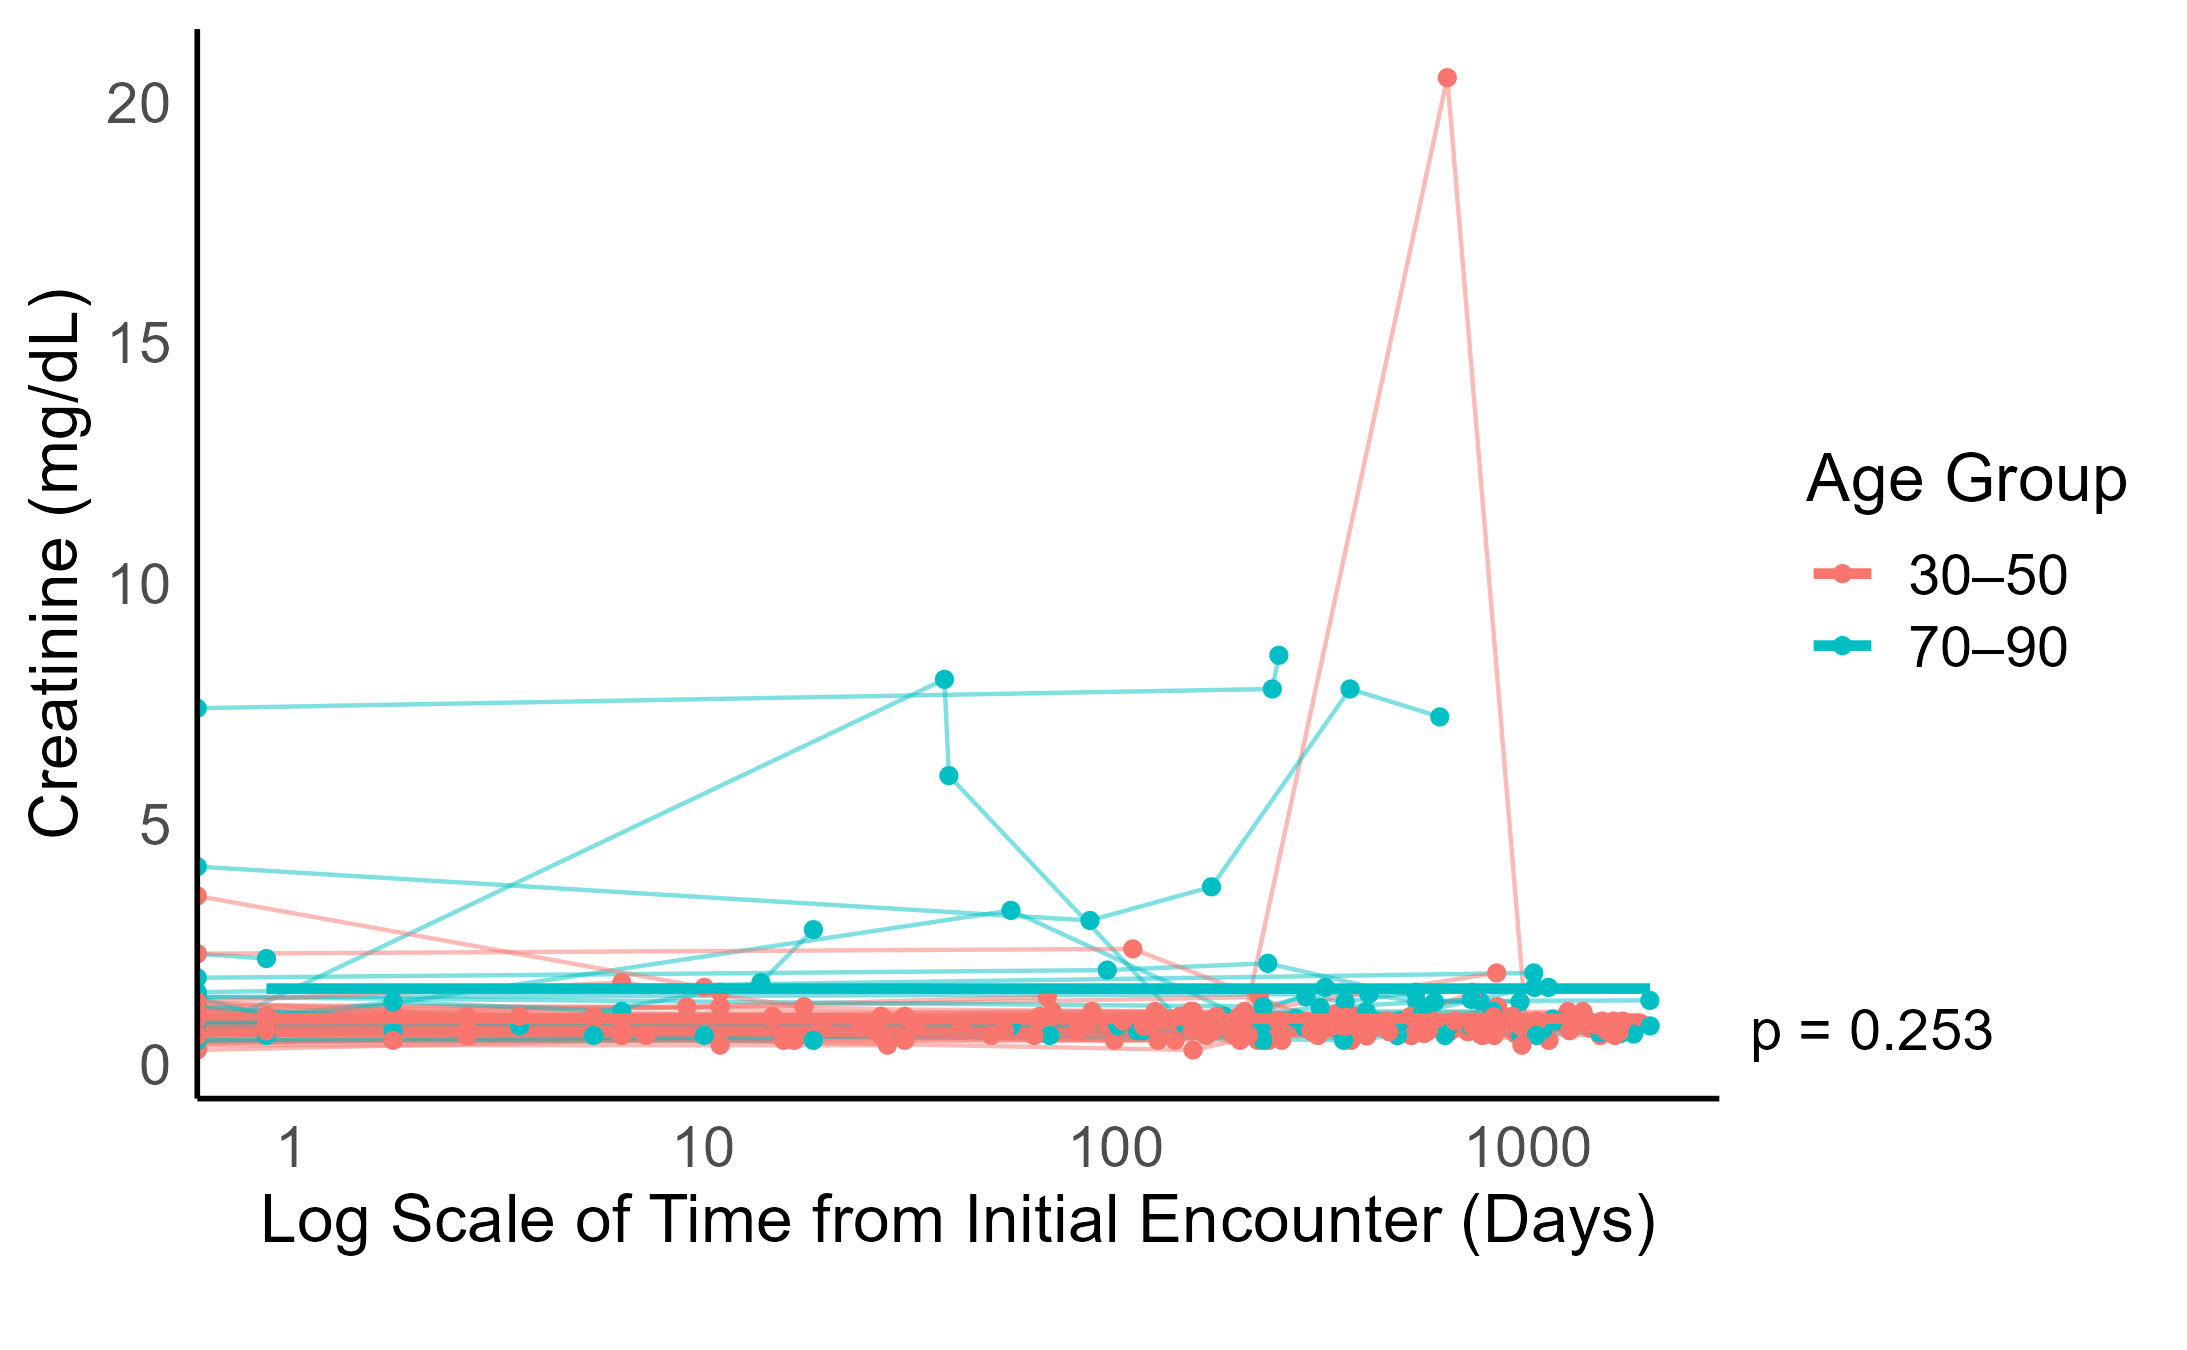 Creatinine (mg/dL)
20
15
10
5
0
1 10 100 1000
Log Scale of Time from Initial Encounter (Days)
Age Group
30–50
70–90
p = 0.253